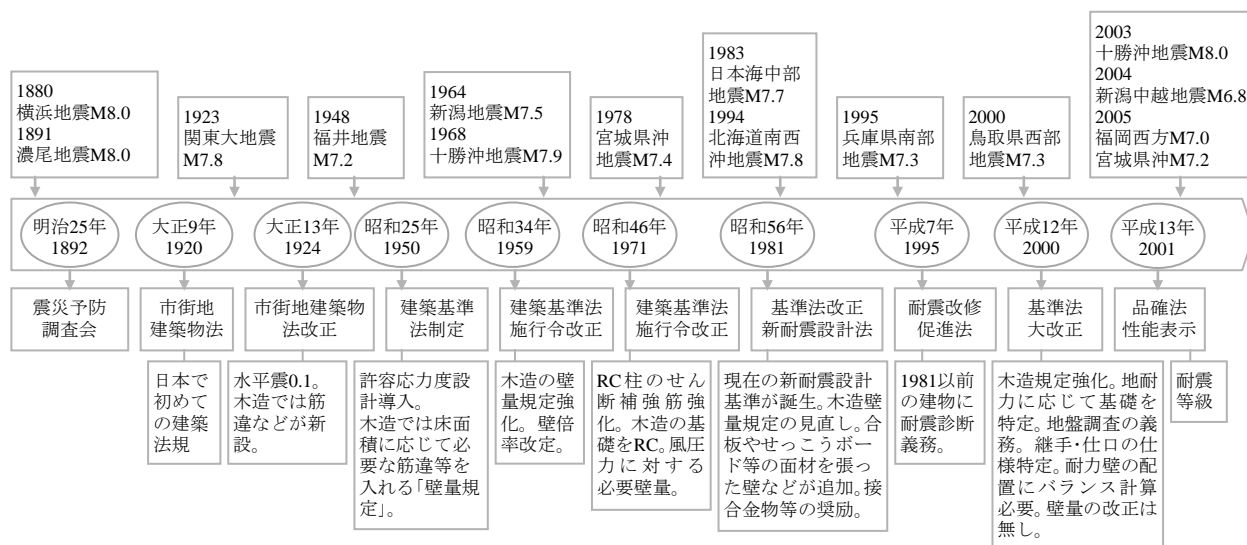 1880
横浜地震M8.0
1891
濃尾地震M8.0
1923
関東大地震
M7.8
1948
福井地震
M7.2
1964
新潟地震M7.5
1968
十勝沖地震M7.9
1978
宮城県沖
地震M7.4
1983
日本海中部
地震M7.7
1994
北海道南西
沖地震M7.8
1995
兵庫県南部
地震M7.3
2000
鳥取県西部
地震M7.3
2003
十勝沖地震M8.0
2004
新潟中越地震M6.8
2005
福岡西方M7.0
宮城県沖M7.2
明治25年
1892
大正9年
1920
大正13年
1924
昭和25年
1950
昭和34年
1959
昭和46年
1971
昭和56年
1981
平成7年
1995
平成12年
2000
平成13年
2001
震災予防
調査会
市街地
建築物法
市街地建築物
法改正
建築基準
法制定
建築基準法
施行令改正
建築基準法
施行令改正
基準法改正
新耐震設計法
耐震改修
促進法
基準法
大改正
品確法
性能表示
日本で
初めて
の建築
法規
水平震0.1。
木造では筋
違などが新
設。
許容応力度設
計導入。
木造では床面
積に応じて必
要な筋違等を
入れる「壁量規
定」。
木造の壁
量規定強
化。壁倍
率改定。
RC柱のせん
断補強筋強
化。木造の基
礎をRC。風圧
力に対する
必要壁量。
現在の新耐震設計
基準が誕生。木造壁
量規定の見直し。合
板やせっこうボー
ド等の面材を張っ
た壁などが追加。接
合金物等の奨励。
1981以前
の建物に
耐震診断
義務。
木造規定強化。地耐
力に応じて基礎を
特定。地盤調査の義
務。継手・仕口の仕
様特定。耐力壁の配
置にバランス計算
必要。壁量の改正は
無し。
耐震
等級